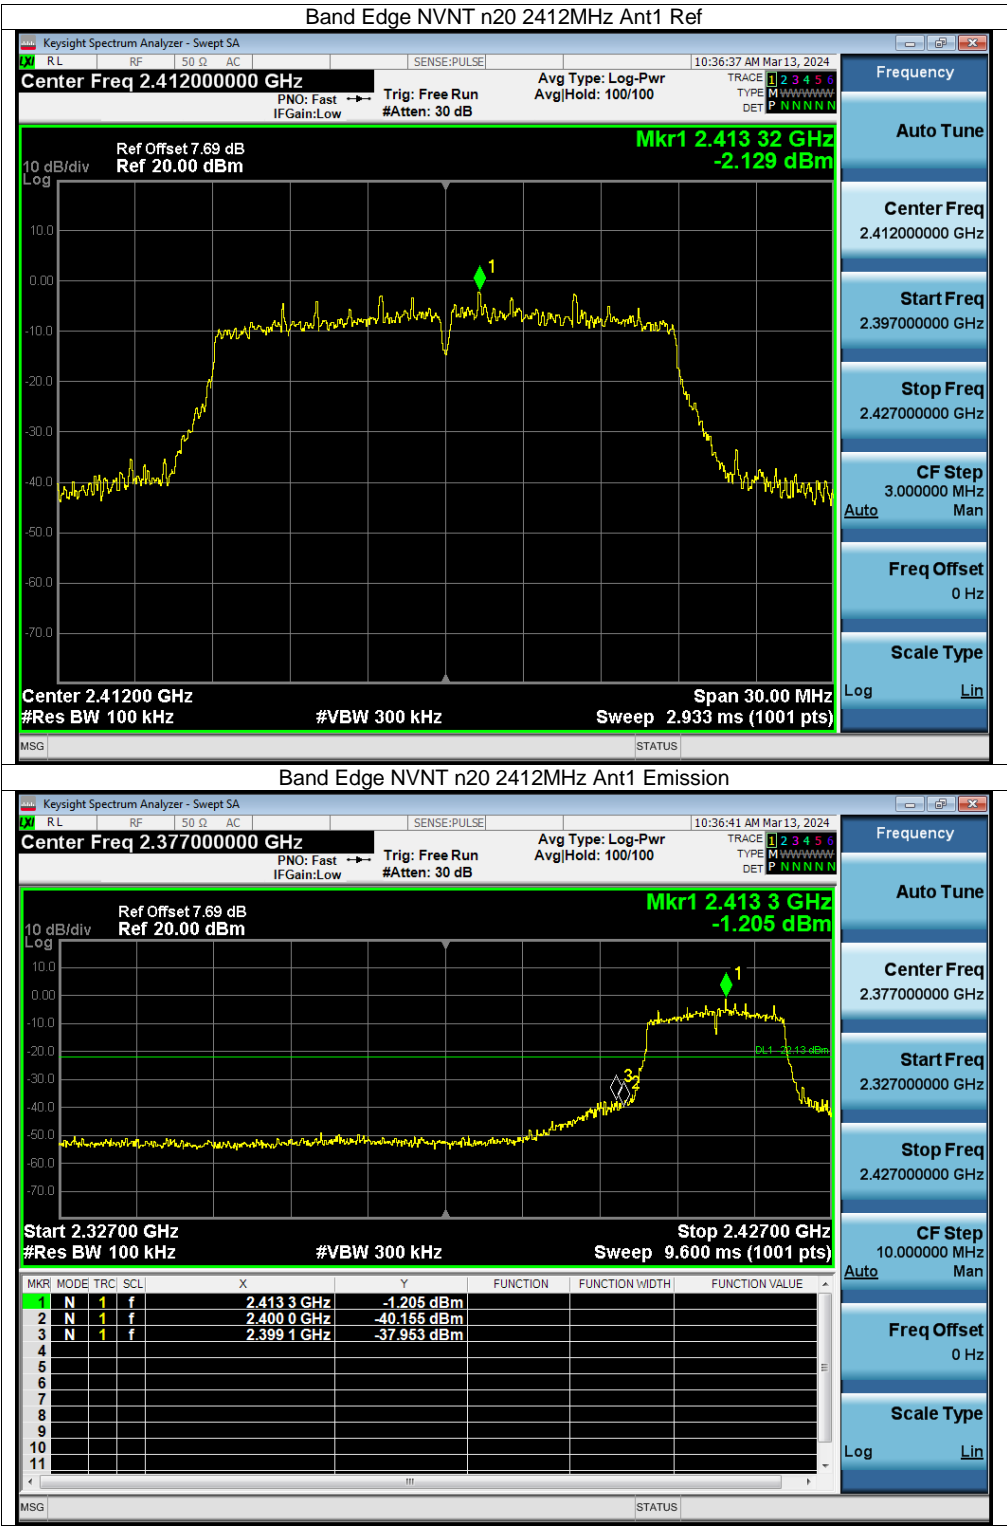 Band Edge NVNT n20 2412MHz Ant1 Ref
Keysight Spectrum Analyzer - Swept SA
LXI RL RF 50 Ω AC SENSE:PULSE 10:36:37 AM Mar 13, 2024
Center Freq 2.412000000 GHz
PNO: Fast
IFGain:Low
Trig: Free Run
#Atten: 30 dB
Avg Type: Log-Pwr
Avg|Hold: 100/100
TRACE 1 2 3 4 5 6
TYPE M WWWWW
DET P N N N N N
Ref Offset 7.69 dB
10 dB/div Ref 20.00 dBm
Log
Mkr1 2.413 32 GHz
-2.129 dBm
10.0
0.00
-10.0
-20.0
-30.0
-40.0
-50.0
-60.0
-70.0
1
Center 2.41200 GHz Span 30.00 MHz
#Res BW 100 kHz #VBW 300 kHz Sweep 2.933 ms (1001 pts)
MSG STATUS
Frequency
Auto Tune
Center Freq
2.412000000 GHz
Start Freq
2.397000000 GHz
Stop Freq
2.427000000 GHz
CF Step
3.000000 MHz
Auto Man
Freq Offset
0 Hz
Scale Type
Log Lin
Band Edge NVNT n20 2412MHz Ant1 Emission
Keysight Spectrum Analyzer - Swept SA
LXI RL RF 50 Ω AC SENSE:PULSE 10:36:41 AM Mar 13, 2024
Center Freq 2.377000000 GHz
PNO: Fast
IFGain:Low
Trig: Free Run
#Atten: 30 dB
Avg Type: Log-Pwr
Avg|Hold: 100/100
TRACE 1 2 3 4 5 6
TYPE M WWWWW
DET P N N N N N
Ref Offset 7.69 dB
10 dB/div Ref 20.00 dBm
Log
Mkr1 2.413 3 GHz
-1.205 dBm
10.0
0.00
-10.0
-20.0
-30.0
-40.0
-50.0
-60.0
-70.0
1
DL1 -22.13 dBm
3
2
Start 2.32700 GHz Stop 2.42700 GHz
#Res BW 100 kHz #VBW 300 kHz Sweep 9.600 ms (1001 pts)
MKR MODE TRC SCL X Y FUNCTION FUNCTION WIDTH FUNCTION VALUE
1 N 1 f 2.413 3 GHz -1.205 dBm
2 N 1 f 2.400 0 GHz -40.155 dBm
3 N 1 f 2.399 1 GHz -37.953 dBm
4
5
6
7
8
9
10
11
MSG STATUS
Frequency
Auto Tune
Center Freq
2.377000000 GHz
Start Freq
2.327000000 GHz
Stop Freq
2.427000000 GHz
CF Step
10.000000 MHz
Auto Man
Freq Offset
0 Hz
Scale Type
Log Lin